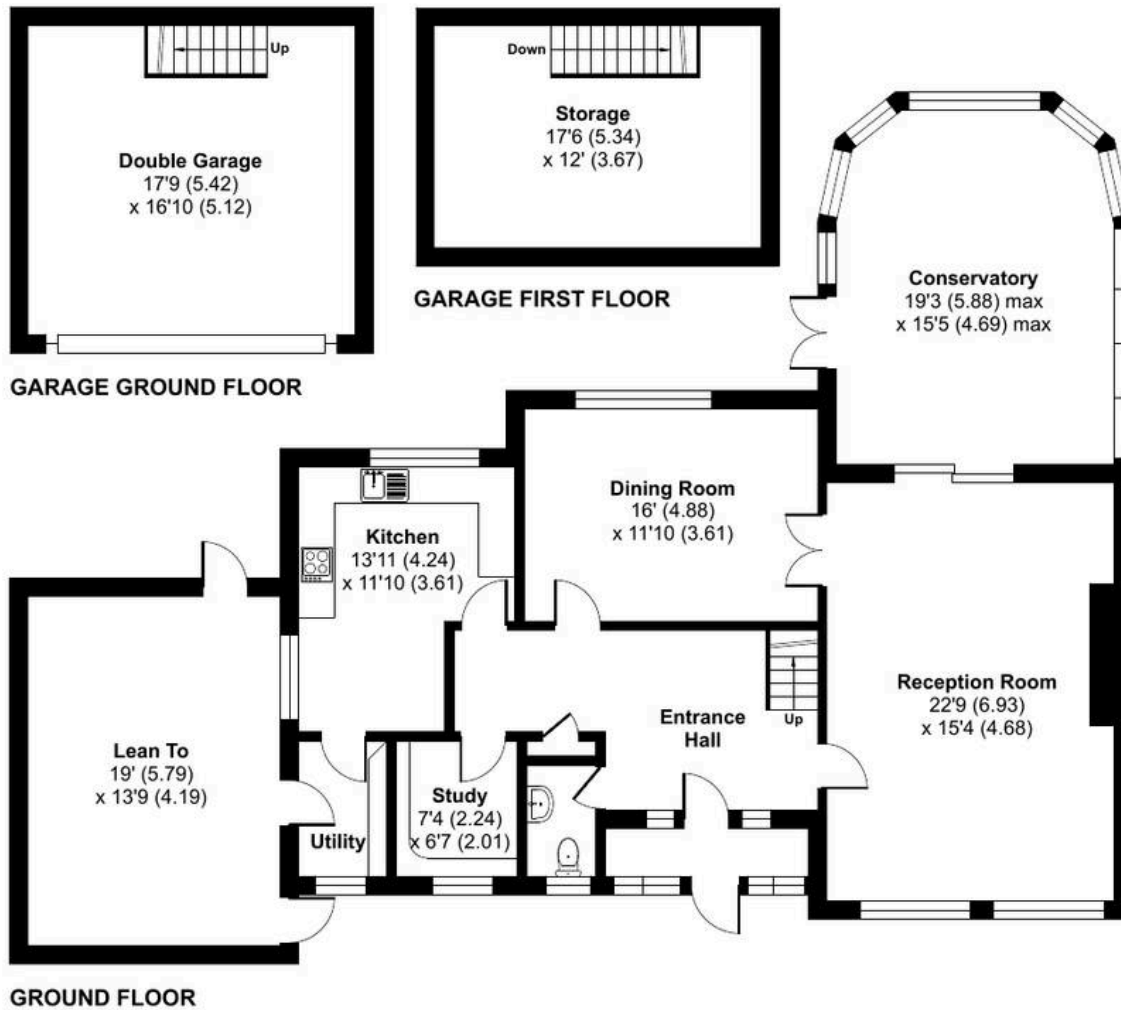 Up
Double Garage
17'9 (5.42)
x 16'10 (5.12)
GARAGE GROUND FLOOR
Down
Storage
17'6 (5.34)
x 12' (3.67)
GARAGE FIRST FLOOR
Conservatory
19'3 (5.88) max
x 15'5 (4.69) max
Dining Room
16' (4.88)
x 11'10 (3.61)
Kitchen
13'11 (4.24)
x 11'10 (3.61)
Reception Room
22'9 (6.93)
x 15'4 (4.68)
Entrance
Hall
Up
Lean To
19' (5.79)
x 13'9 (4.19)
Study
7'4 (2.24)
x 6'7 (2.01)
Utility
GROUND FLOOR